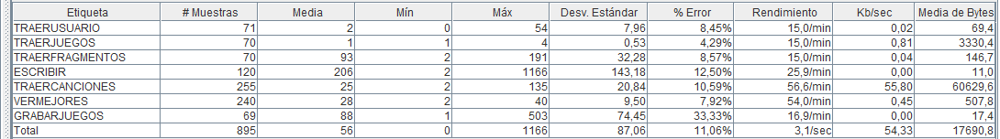 Etiqueta # Muestras Media Mín Máx Desv. Estándar % Error Rendimiento Kb/sec Media de Bytes
TRAERUSUARIO 71 2 0 54 7,96 8,45% 15,0/min 0,02 69,4
TRAERJUEGOS 70 1 1 4 0,53 4,29% 15,0/min 0,81 3330,4
TRAERFRAGMENTOS 70 93 2 191 32,28 8,57% 15,0/min 0,04 146,7
ESCRIBIR 120 206 2 1166 143,18 12,50% 25,9/min 0,00 11,0
TRAERCANCIONES 255 25 2 135 20,84 10,59% 56,6/min 55,80 60629,6
VERMEJORES 240 28 2 40 9,50 7,92% 54,0/min 0,45 507,8
GRABARJUEGOS 69 88 1 503 74,45 33,33% 16,9/min 0,00 17,4
Total 895 56 0 1166 87,06 11,06% 3,1/sec 54,33 17690,8